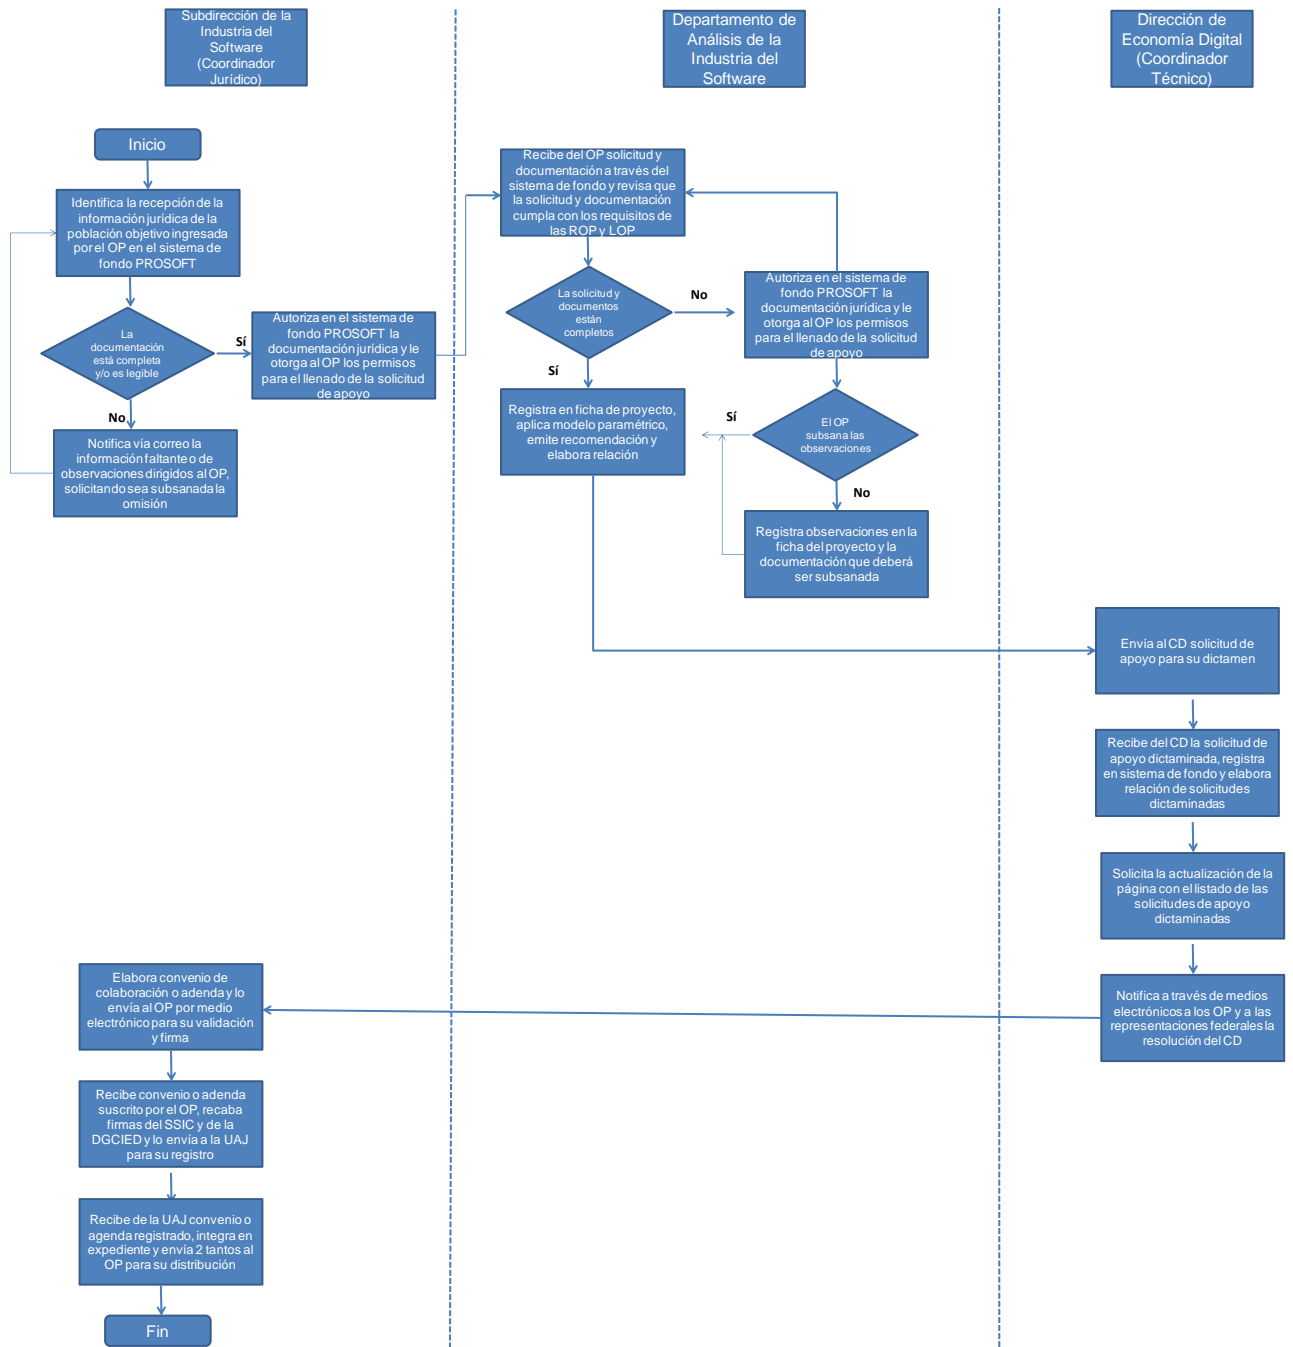 Subdirección de la
Industria del
Software
(Coordinador
Jurídico)
Departamento de
Análisis de la
Industria del
Software
Dirección de
Economía Digital
(Coordinador
Técnico)
Inicio
Identifica la recepción de la
información jurídica de la
población objetivo ingresada
por el OP en el sistema de
fondo PROSOFT
La
documentación
está completa
y/o es legible
Sí
Autoriza en el sistema de
fondo PROSOFT la
documentación jurídica y le
otorga al OP los permisos
para el llenado de la solicitud
de apoyo
No
Notifica vía correo la
información faltante o de
observaciones dirigidos al OP,
solicitando sea subsanada la
omisión
Recibe del OP solicitud y
documentación a través del
sistema de fondo y revisa que
la solicitud y documentación
cumpla con los requisitos de
las ROP y LOP
La solicitud y
documentos
están
completos
No
Autoriza en el sistema de
fondo PROSOFT la
documentación jurídica y le
otorga al OP los permisos
para el llenado de la solicitud
de apoyo
Sí
Registra en ficha de proyecto,
aplica modelo paramétrico,
emite recomendación y
elabora relación
Sí
El OP
subsana las
observaciones
No
Registra observaciones en la
ficha del proyecto y la
documentación que deberá
ser subsanada
Envía al CD solicitud de
apoyo para su dictamen
Recibe del CD la solicitud de
apoyo dictaminada, registra
en sistema de fondo y elabora
relación de solicitudes
dictaminadas
Solicita la actualización de la
página con el listado de las
solicitudes de apoyo
dictaminadas
Notifica a través de medios
electrónicos a los OP y a las
representaciones federales la
resolución del CD
Elabora convenio de
colaboración o adenda y lo
envía al OP por medio
electrónico para su validación
y firma
Recibe convenio o adenda
suscrito por el OP, recaba
firmas del SSIC y de la
DGCIED y lo envía a la UAJ
para su registro
Recibe de la UAJ convenio o
agenda registrado, integra en
expediente y envía 2 tantos al
OP para su distribución
Fin